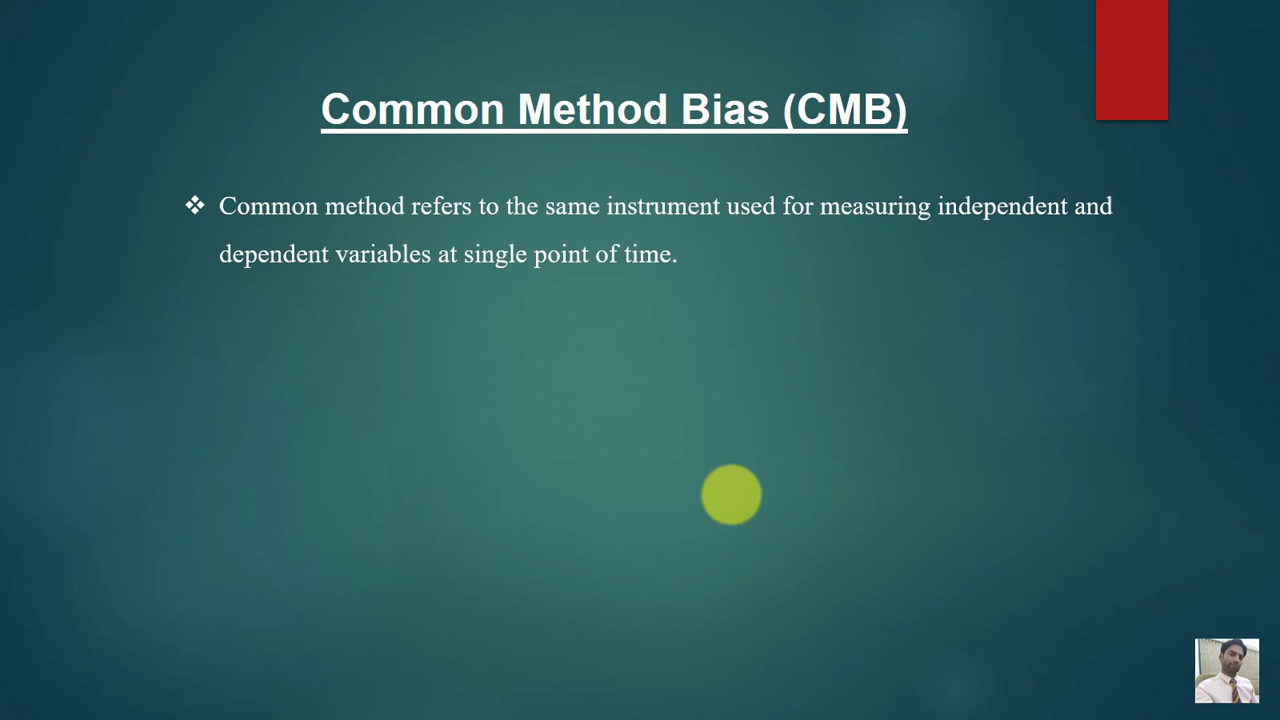 Common Method Bias (CMB)
❖ Common method refers to the same instrument used for measuring independent and
dependent variables at single point of time.